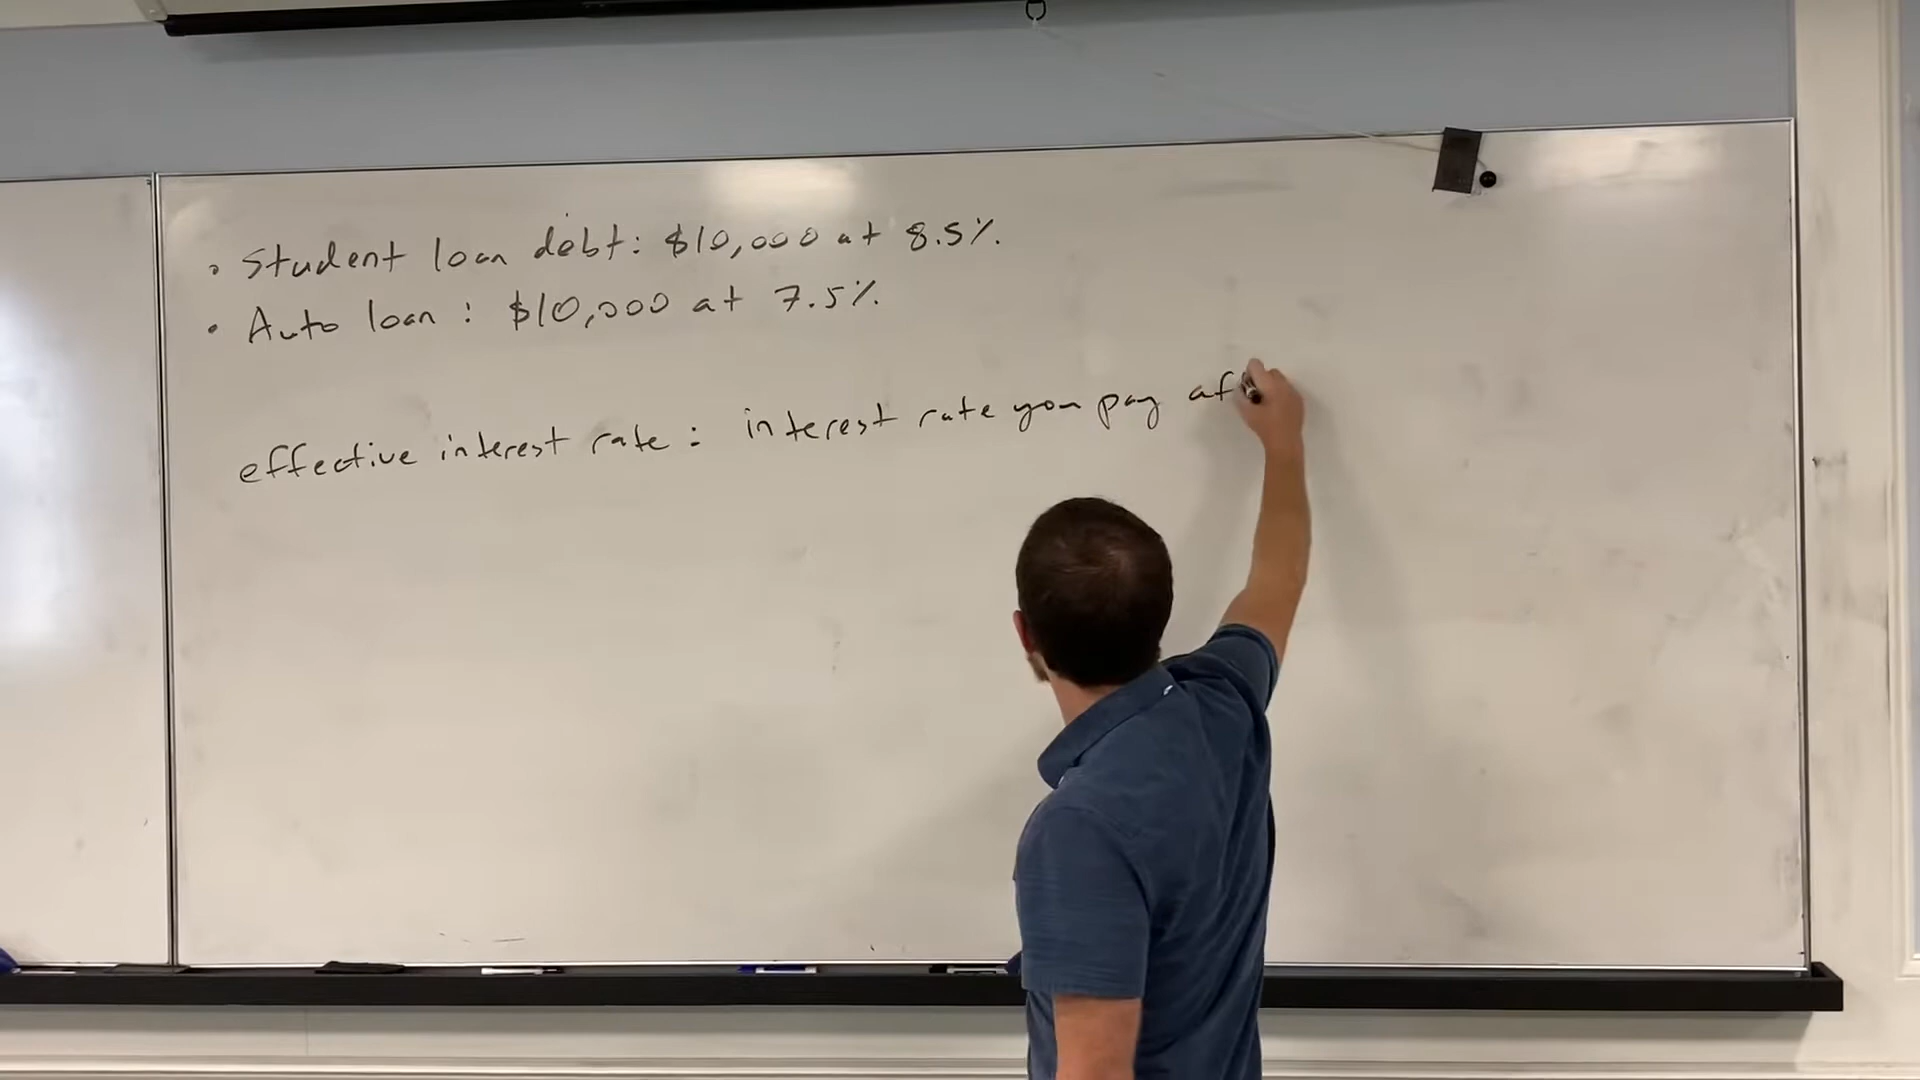 • Student loan debt: $10,000 at 8.5%.
• Auto loan: $10,000 at 7.5%.
effective interest rate: interest rate you pay af